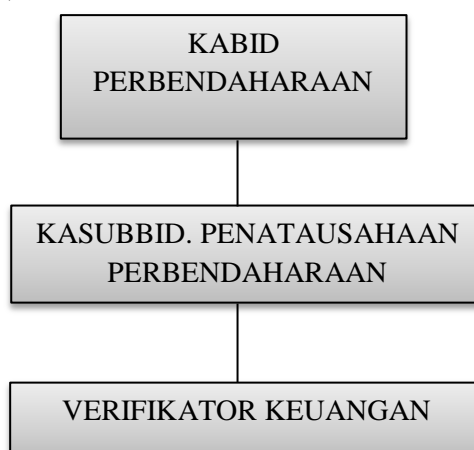 KABID
PERBENDAHARAAN
KASUBBID. PENATAUSAHAAN
PERBENDAHARAAN
VERIFIKATOR KEUANGAN